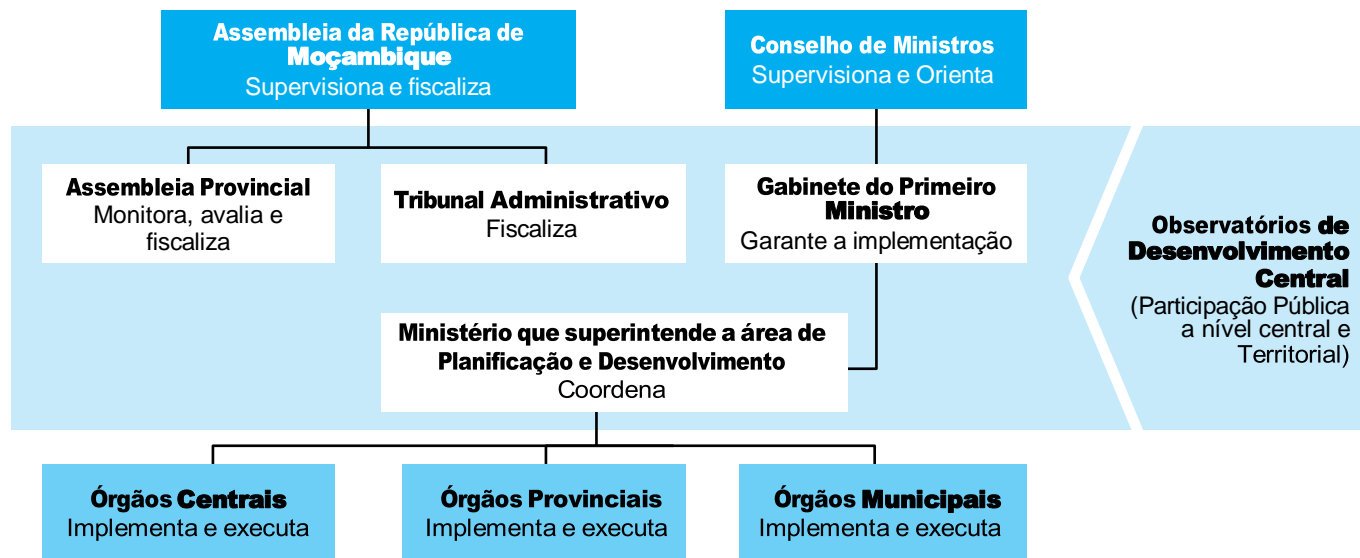 Assembleia da República de
Moçambique
Supervisiona e fiscaliza
Conselho de Ministros
Supervisiona e Orienta
Assembleia Provincial
Monitora, avalia e
fiscaliza
Tribunal Administrativo
Fiscaliza
Gabinete do Primeiro
Ministro
Garante a implementação
Observatórios de
Desenvolvimento
Central
(Participação Pública
a nível central e
Territorial)
Ministério que superintende a área de
Planificação e Desenvolvimento
Coordena
Órgãos Centrais
Implementa e executa
Órgãos Provinciais
Implementa e executa
Órgãos Municipais
Implementa e executa